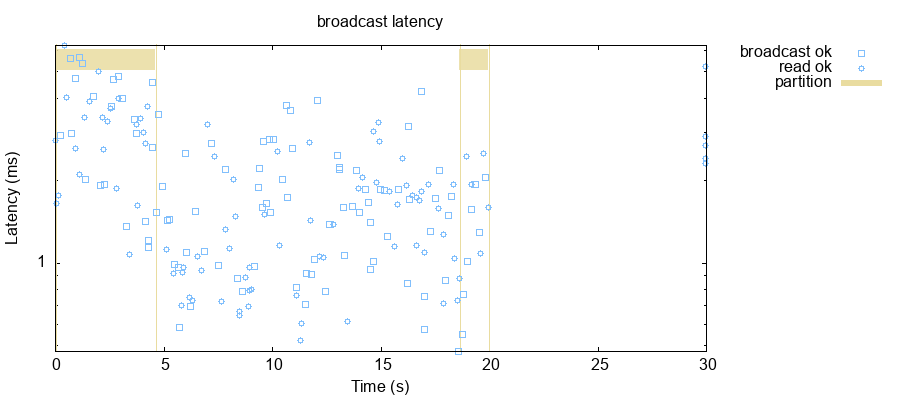 broadcast latency
broadcast ok
read ok
partition
Latency (ms)
1
0 5 10 15 20 25 30
Time (s)